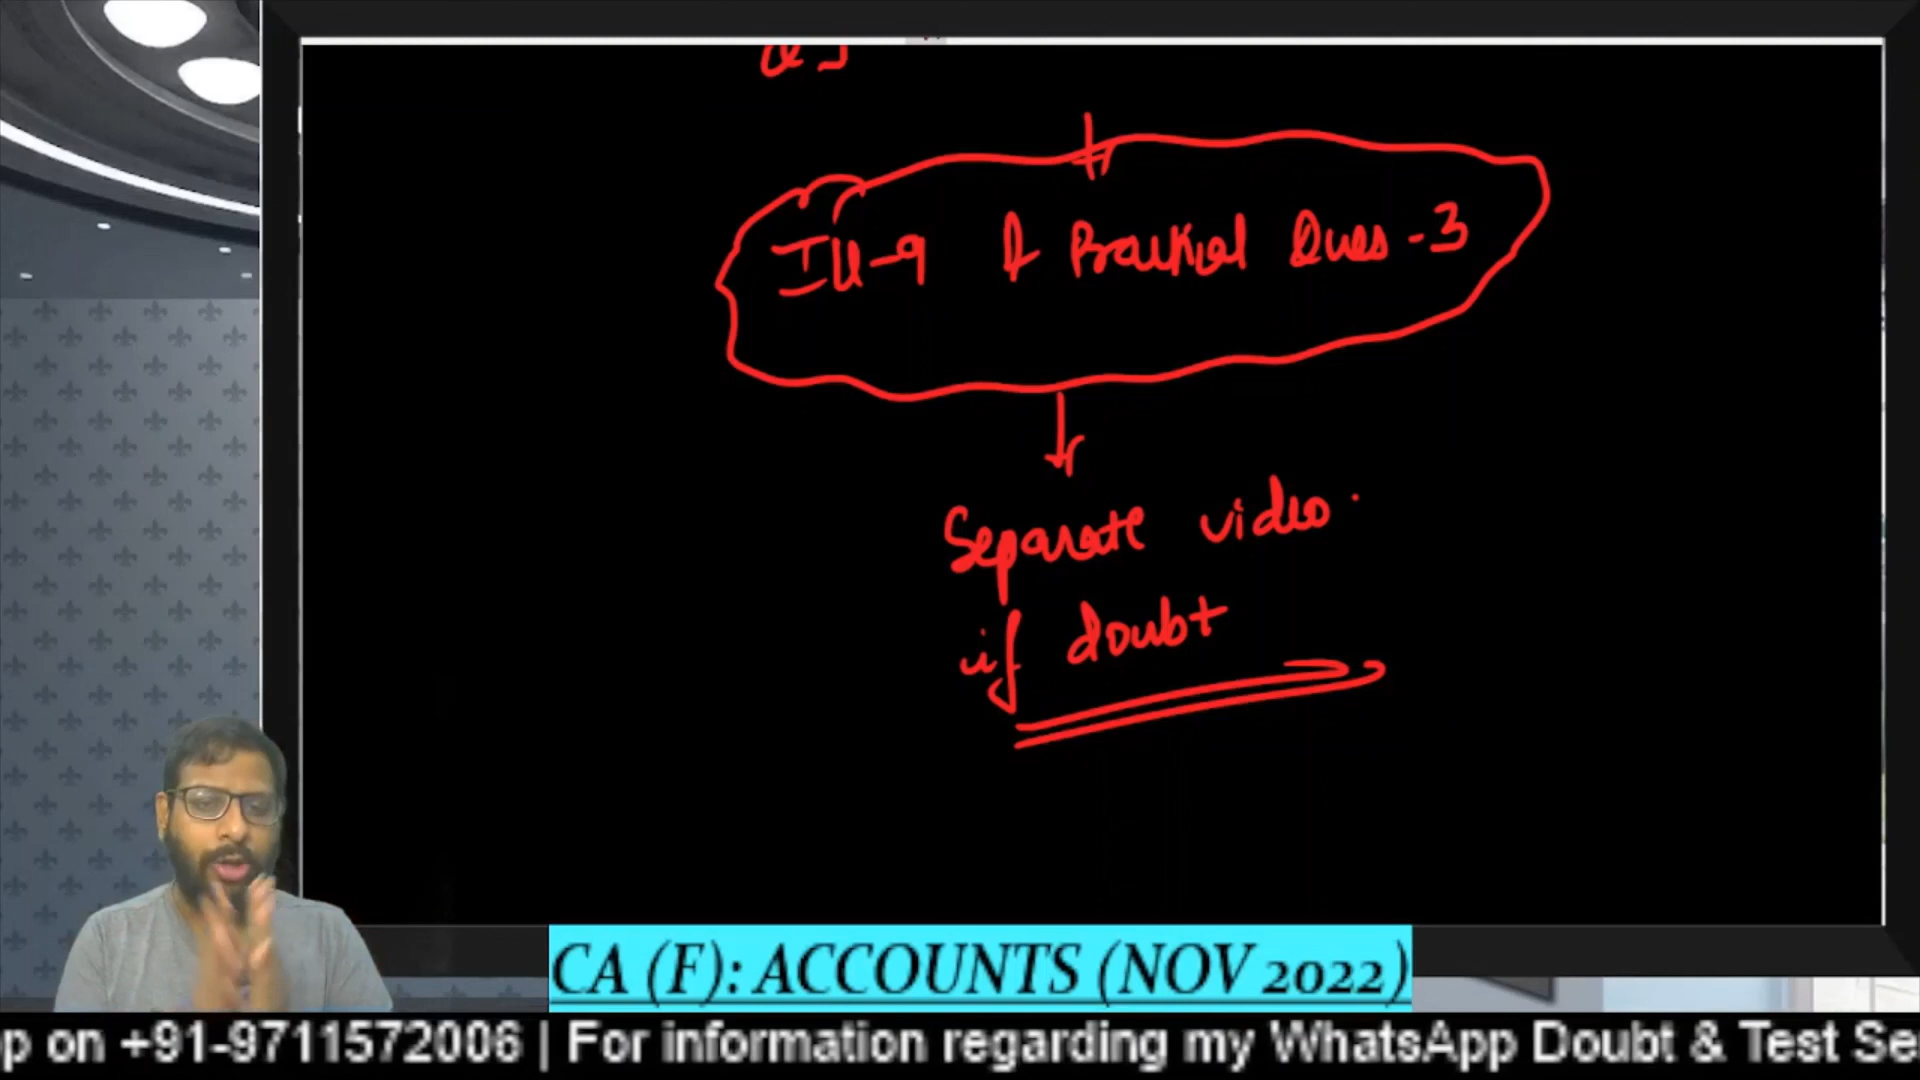 Ill-9 & Practical Ques-3
Separate video.
if doubt
CA (F): ACCOUNTS (NOV 2022)
p on +91-9711572006 | For information regarding my WhatsApp Doubt & Test Se